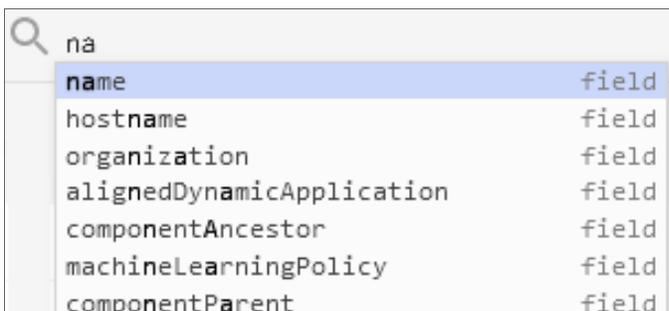 na
name field
hostname field
organization field
alignedDynamicApplication field
componentAncestor field
machineLearningPolicy field
componentParent field